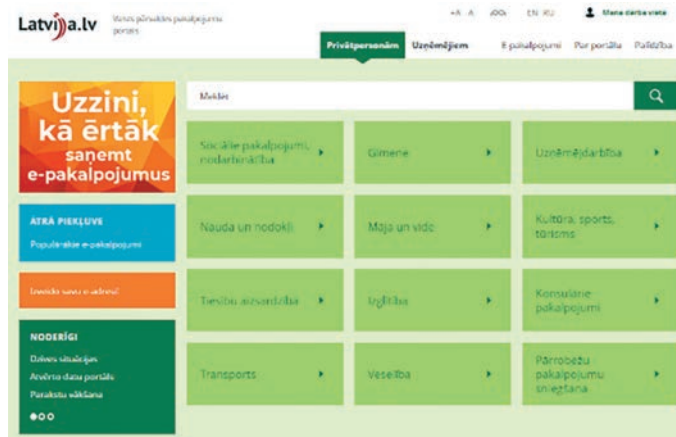 Latvija.lv
Valsts pārvaldes pakalpojumu
portāls
+A A
EN RU
Mana darba vieta
Privātpersonām
Uzņēmējiem
E-pakalpojumi
Par portālu
Palīdzība
Uzzini,
kā ērtāk
saņemt
e-pakalpojumus
Meklēt
Sociālie pakalpojumi,
nodarbinātība
Ģimene
Uzņēmējdarbība
ĀTRĀ PIEKĻUVE
Populārākie e-pakalpojumi
Nauda un nodokļi
Māja un vide
Kultūra, sports,
tūrisms
Izveido savu e-adresi!
Tiesību aizsardzība
Izglītība
Konsulārie
pakalpojumi
NODERĪGI
Dzīves situācijas
Atvērto datu portāls
Parakstu vākšana
Transports
Veselība
Pārrobežu
pakalpojumu
sniegšana